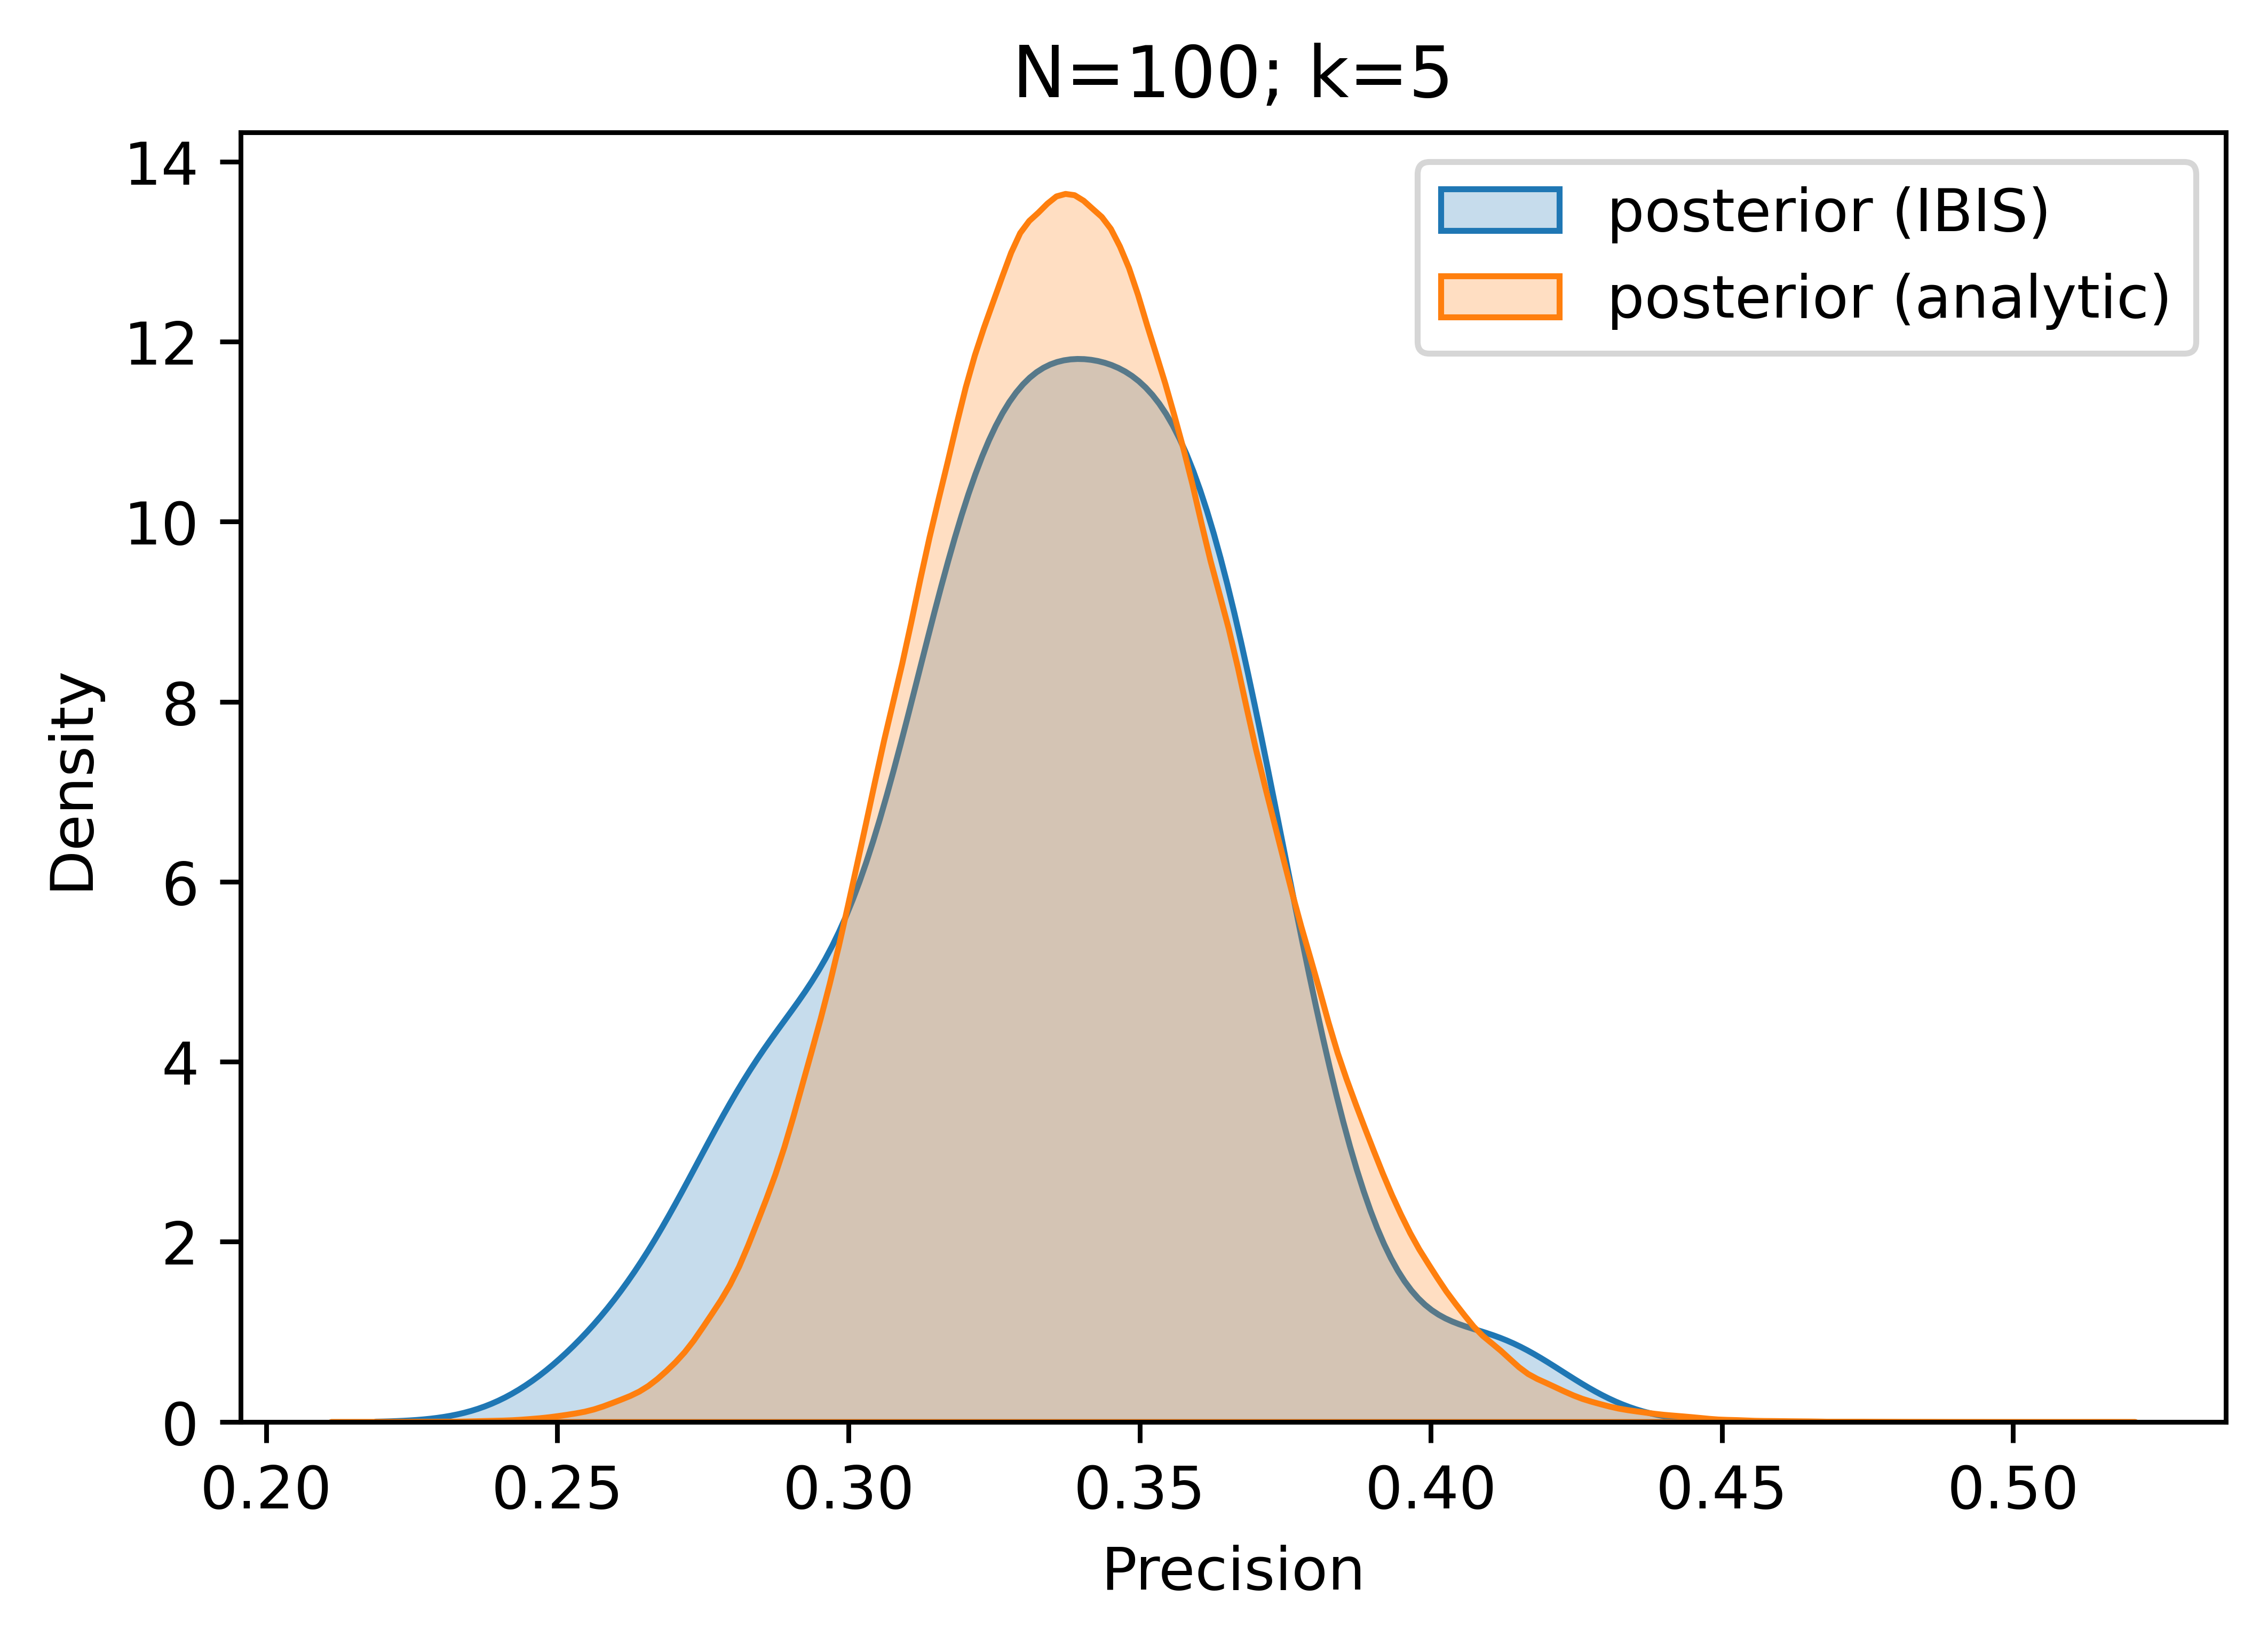 N=100; k=5
posterior (IBIS)
posterior (analytic)
Density
14
12
10
8
6
4
2
0
0.20 0.25 0.30 0.35 0.40 0.45 0.50
Precision